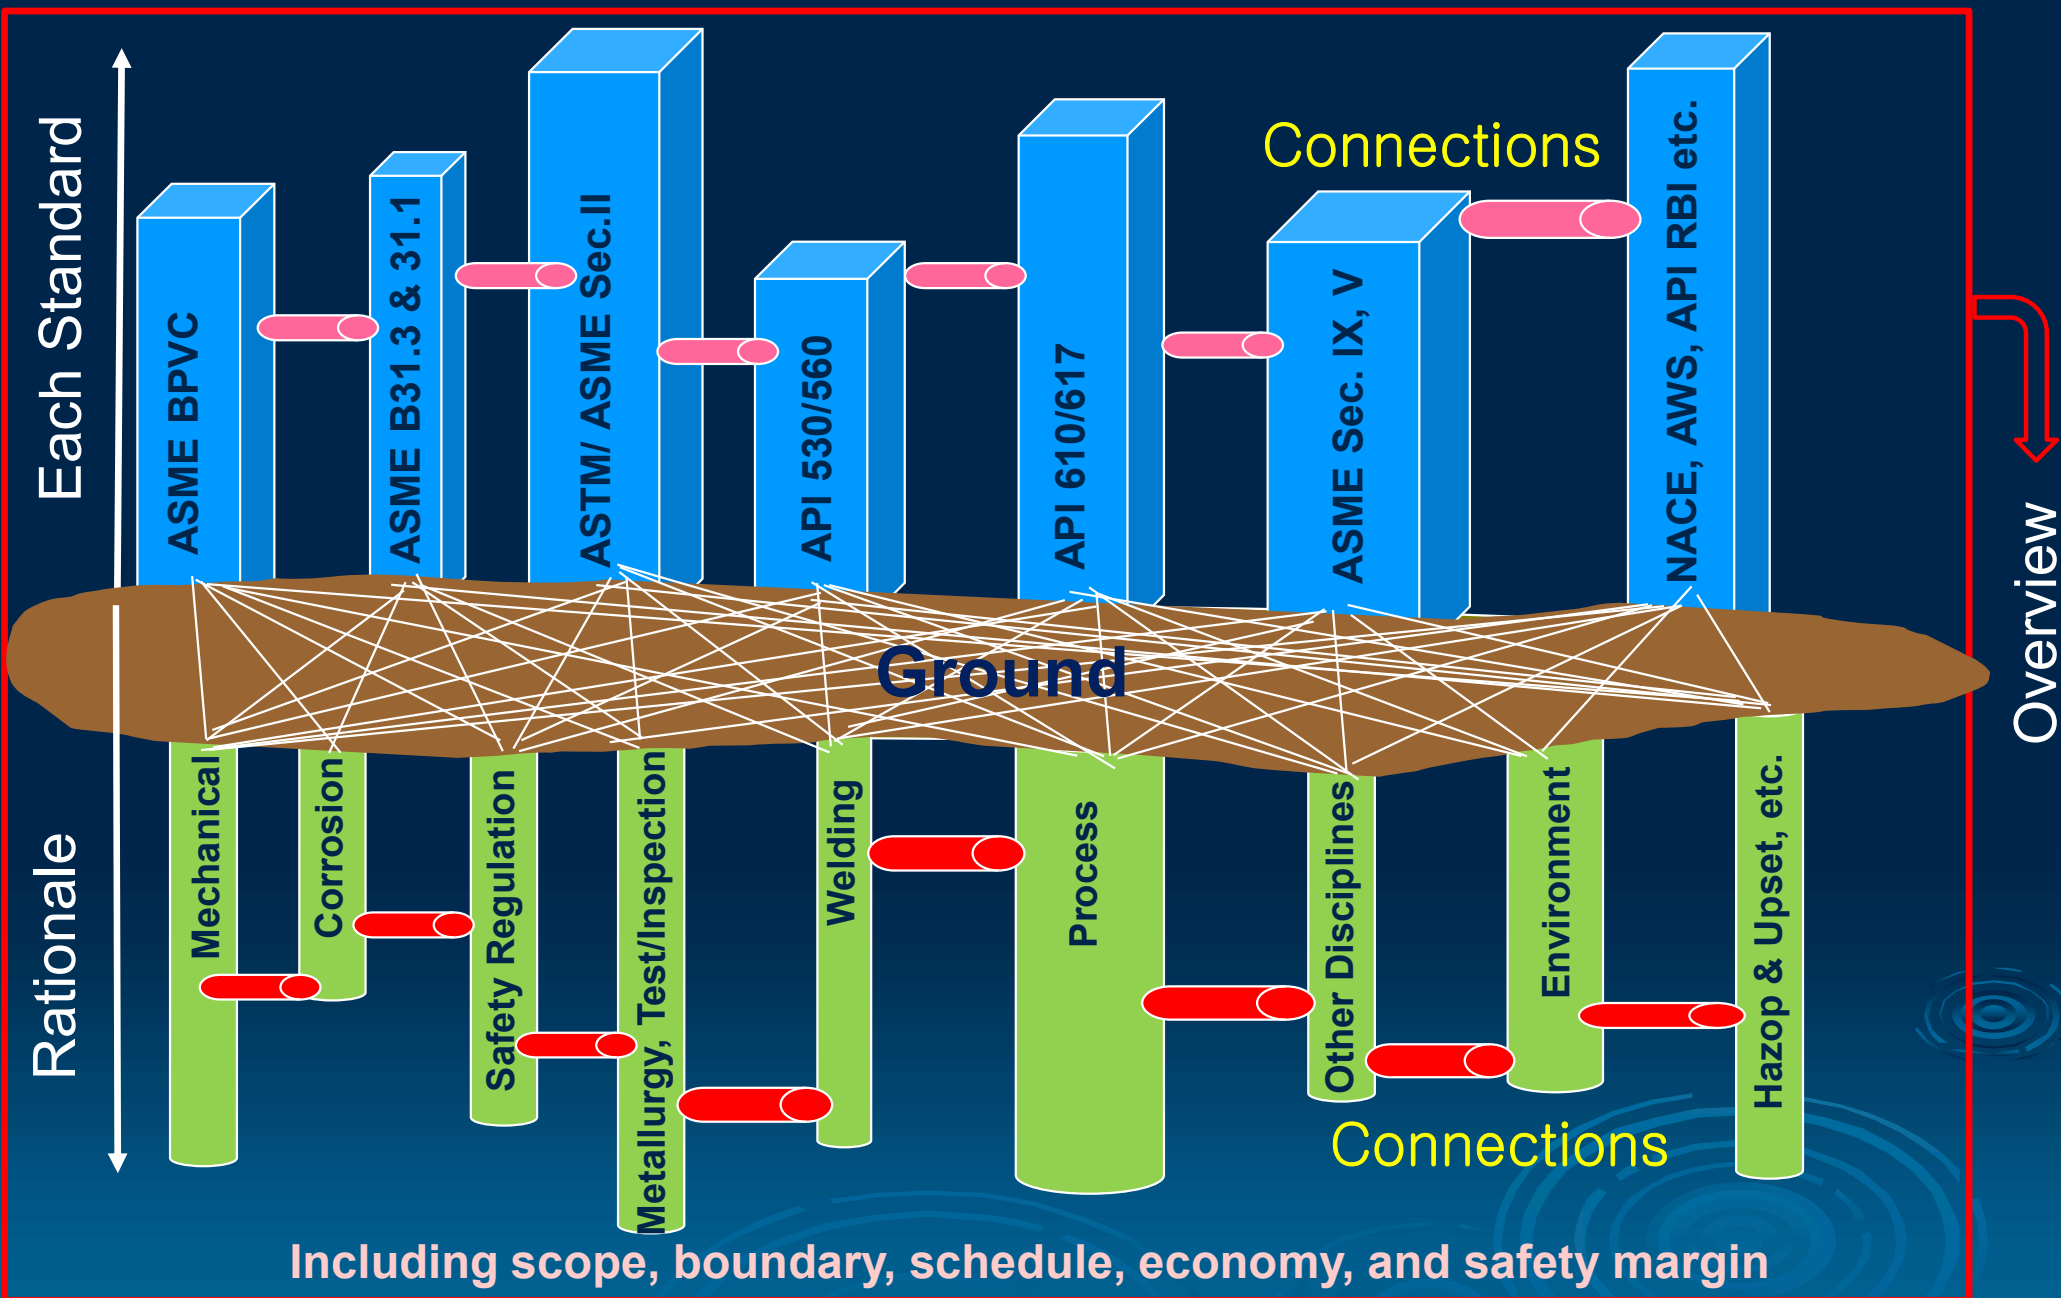 Each Standard
ASME BPVC
ASME B31.3 & 31.1
ASTM/ ASME Sec.II
API 530/560
API 610/617
Connections
ASME Sec. IX, V
NACE, AWS, API RBI etc.
Overview
Ground
Rationale
Mechanical
Corrosion
Safety Regulation
Metallurgy, Test/Inspection
Welding
Process
Other Disciplines
Environment
Hazop & Upset, etc.
Connections
Including scope, boundary, schedule, economy, and safety margin